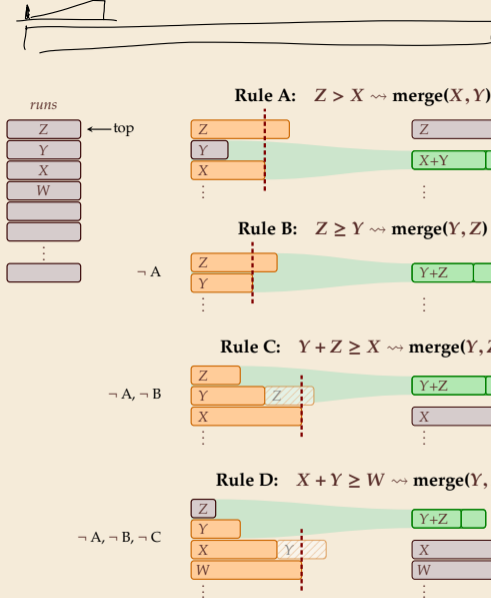 runs
Z
Y
X
W
⋮
←top
Rule A: Z > X ⇝ merge(X, Y)
Z
Y
X
⋮
Z
X+Y
⋮
Rule B: Z ≥ Y ⇝ merge(Y, Z)
¬ A
Z
Y
⋮
Y+Z
⋮
Rule C: Y + Z ≥ X ⇝ merge(Y,
¬ A, ¬ B
Z
Y Z
X
⋮
Y+Z
X
⋮
Rule D: X + Y ≥ W ⇝ merge(Y,
¬ A, ¬ B, ¬ C
Z
Y
X Y
W
⋮
Y+Z
X
W
⋮